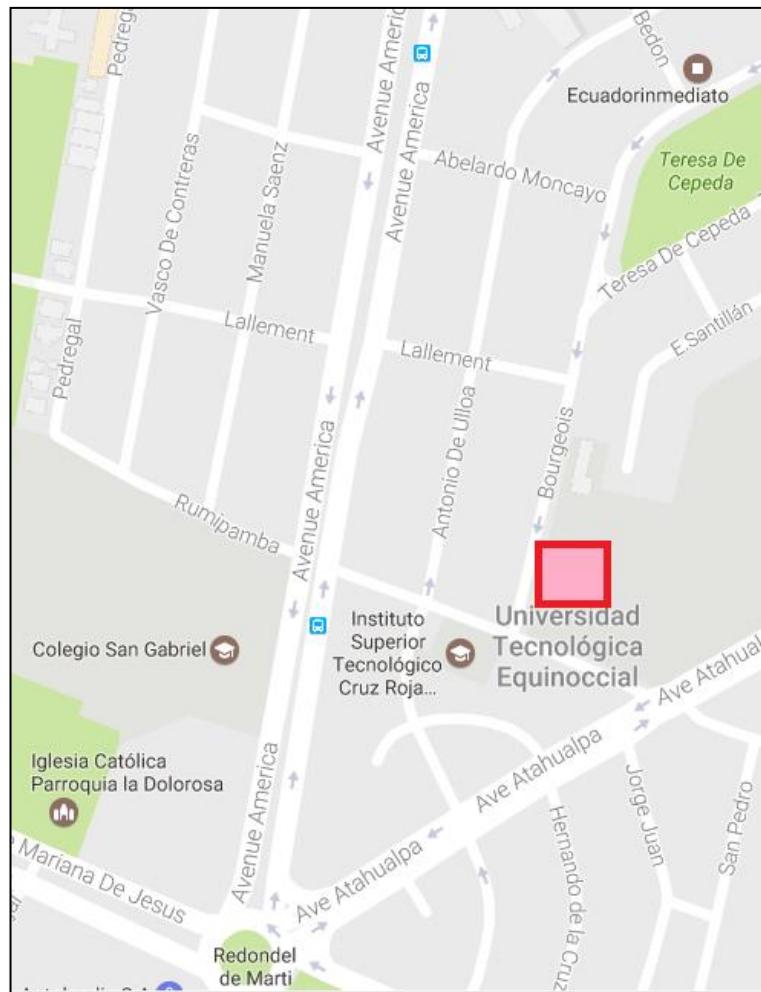 Pedregal
Avenue America
Bedon
Ecuadorinmediato
Avenue America
Abelardo Moncayo
Teresa De
Cepeda
Vasco De Contreras
Manuela Saenz
Teresa De Cepeda
Lallement
Lallement
E.Santillán
Pedregal
Antonio De Ulloa
Bourgeois
Avenue America
Rumipamba
Instituto
Superior
Tecnológico
Cruz Roja...
Universidad
Tecnológica
Equinoccial
Colegio San Gabriel
Ave Atahualpa
Iglesia Católica
Parroquia la Dolorosa
Avenue America
Ave Atahualpa
Jorge Juan
San Pedro
Hernando de la Cruz
Mariana De Jesus
Ave Atahualpa
Redondel
de Marti